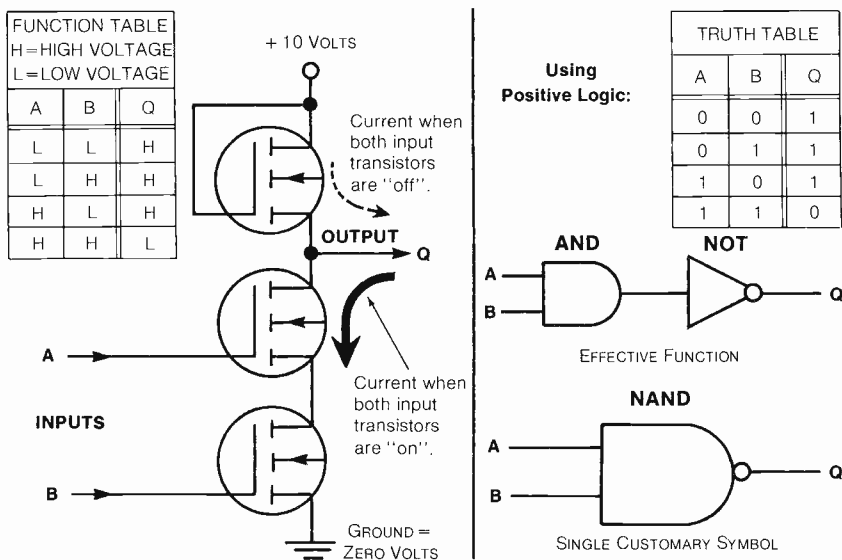 FUNCTION TABLE
H=HIGH VOLTAGE
L=LOW VOLTAGE
A B Q
L L H
L H H
H L H
H H L
+ 10 VOLTS
Current when
both input
transistors
are "off".
OUTPUT
Q
A
Current when
both input
transistors
are "on".
INPUTS
B
GROUND =
ZERO VOLTS
Using
Positive Logic:
TRUTH TABLE
A B Q
0 0 1
0 1 1
1 0 1
1 1 0
AND NOT
A
B
Q
EFFECTIVE FUNCTION
NAND
A
B
Q
SINGLE CUSTOMARY SYMBOL